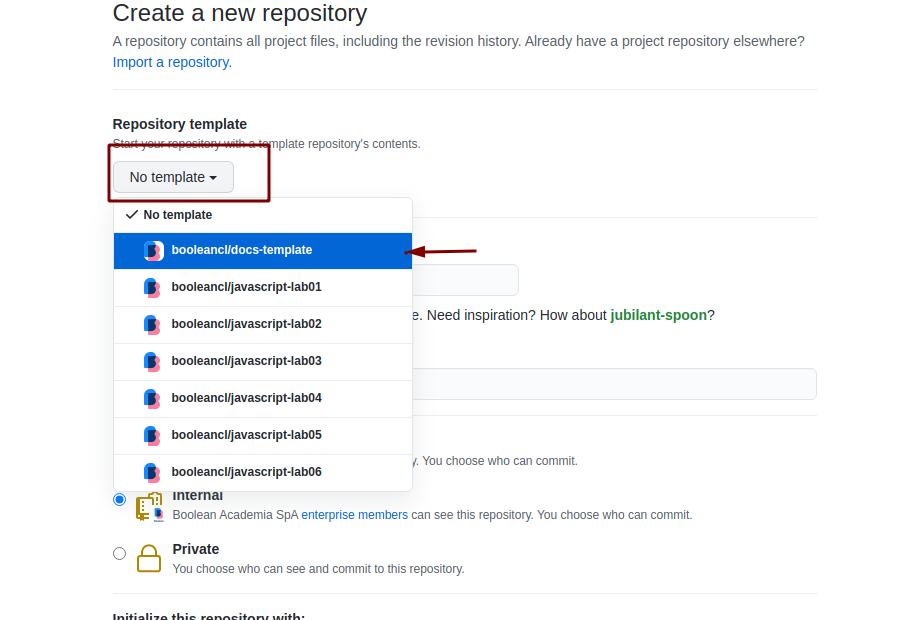 Create a new repository
A repository contains all project files, including the revision history. Already have a project repository elsewhere?
Import a repository.
Repository template
Start your repository with a template repository's contents.
No template
No template
booleancl/docs-template
booleancl/javascript-lab01
e. Need inspiration? How about jubilant-spoon?
booleancl/javascript-lab02
booleancl/javascript-lab03
booleancl/javascript-lab04
booleancl/javascript-lab05
y. You choose who can commit.
booleancl/javascript-lab06
Internal
Boolean Academia SpA enterprise members can see this repository. You choose who can commit.
Private
You choose who can see and commit to this repository.
Initialize this repository with: